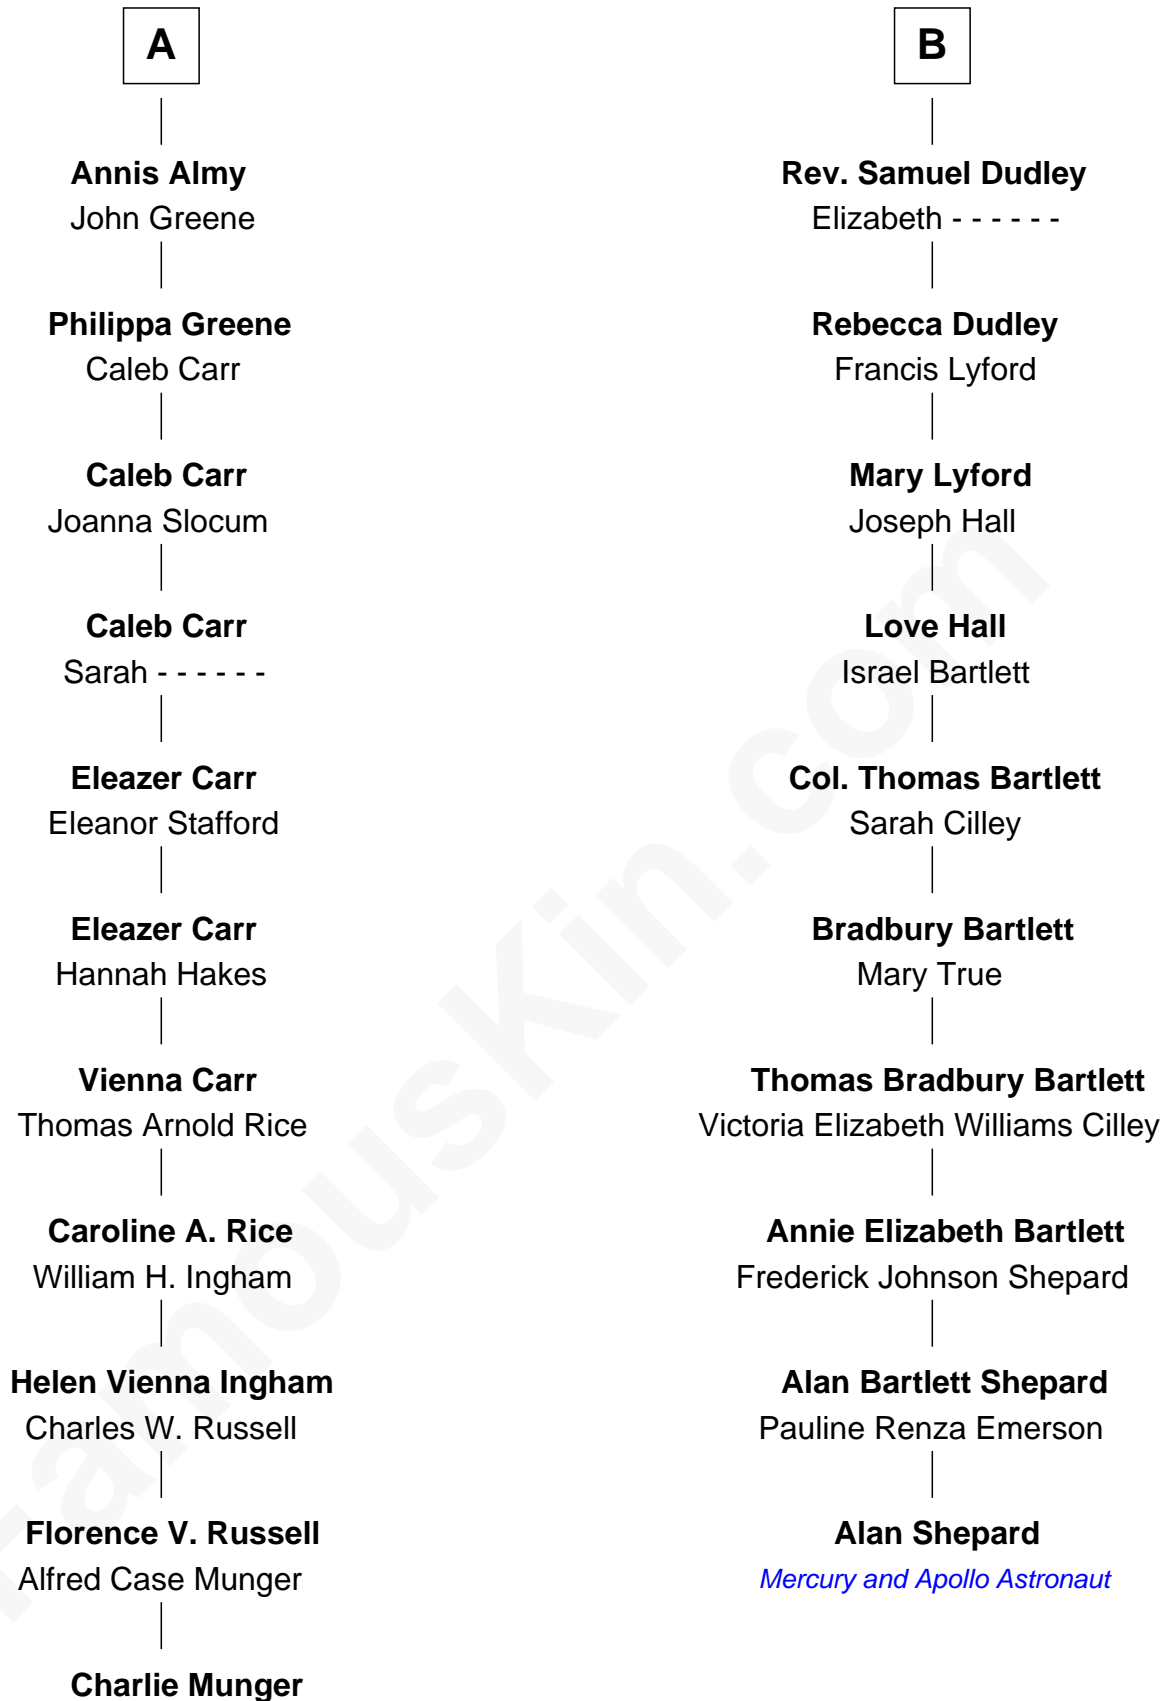 A
Annis Almy
John Greene
Philippa Greene
Caleb Carr
Caleb Carr
Joanna Slocum
Caleb Carr
Sarah - - - - - -
Eleazer Carr
Eleanor Stafford
Eleazer Carr
Hannah Hakes
Vienna Carr
Thomas Arnold Rice
Caroline A. Rice
William H. Ingham
Helen Vienna Ingham
Charles W. Russell
Florence V. Russell
Alfred Case Munger
Charlie Munger
B
Rev. Samuel Dudley
Elizabeth - - - - - -
Rebecca Dudley
Francis Lyford
Mary Lyford
Joseph Hall
Love Hall
Israel Bartlett
Col. Thomas Bartlett
Sarah Cilley
Bradbury Bartlett
Mary True
Thomas Bradbury Bartlett
Victoria Elizabeth Williams Cilley
Annie Elizabeth Bartlett
Frederick Johnson Shepard
Alan Bartlett Shepard
Pauline Renza Emerson
Alan Shepard
Mercury and Apollo Astronaut
FamousKin.com